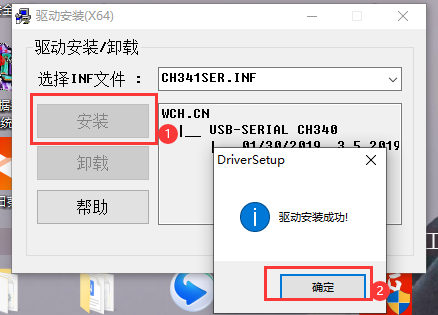 驱动安装(X64)
驱动安装/卸载
选择INF文件 :
CH341SER.INF
安装
卸载
帮助
WCH.CN
|__ USB-SERIAL CH340
|__ 01/30/2019, 3.5.2019
DriverSetup
驱动安装成功!
确定
1
2